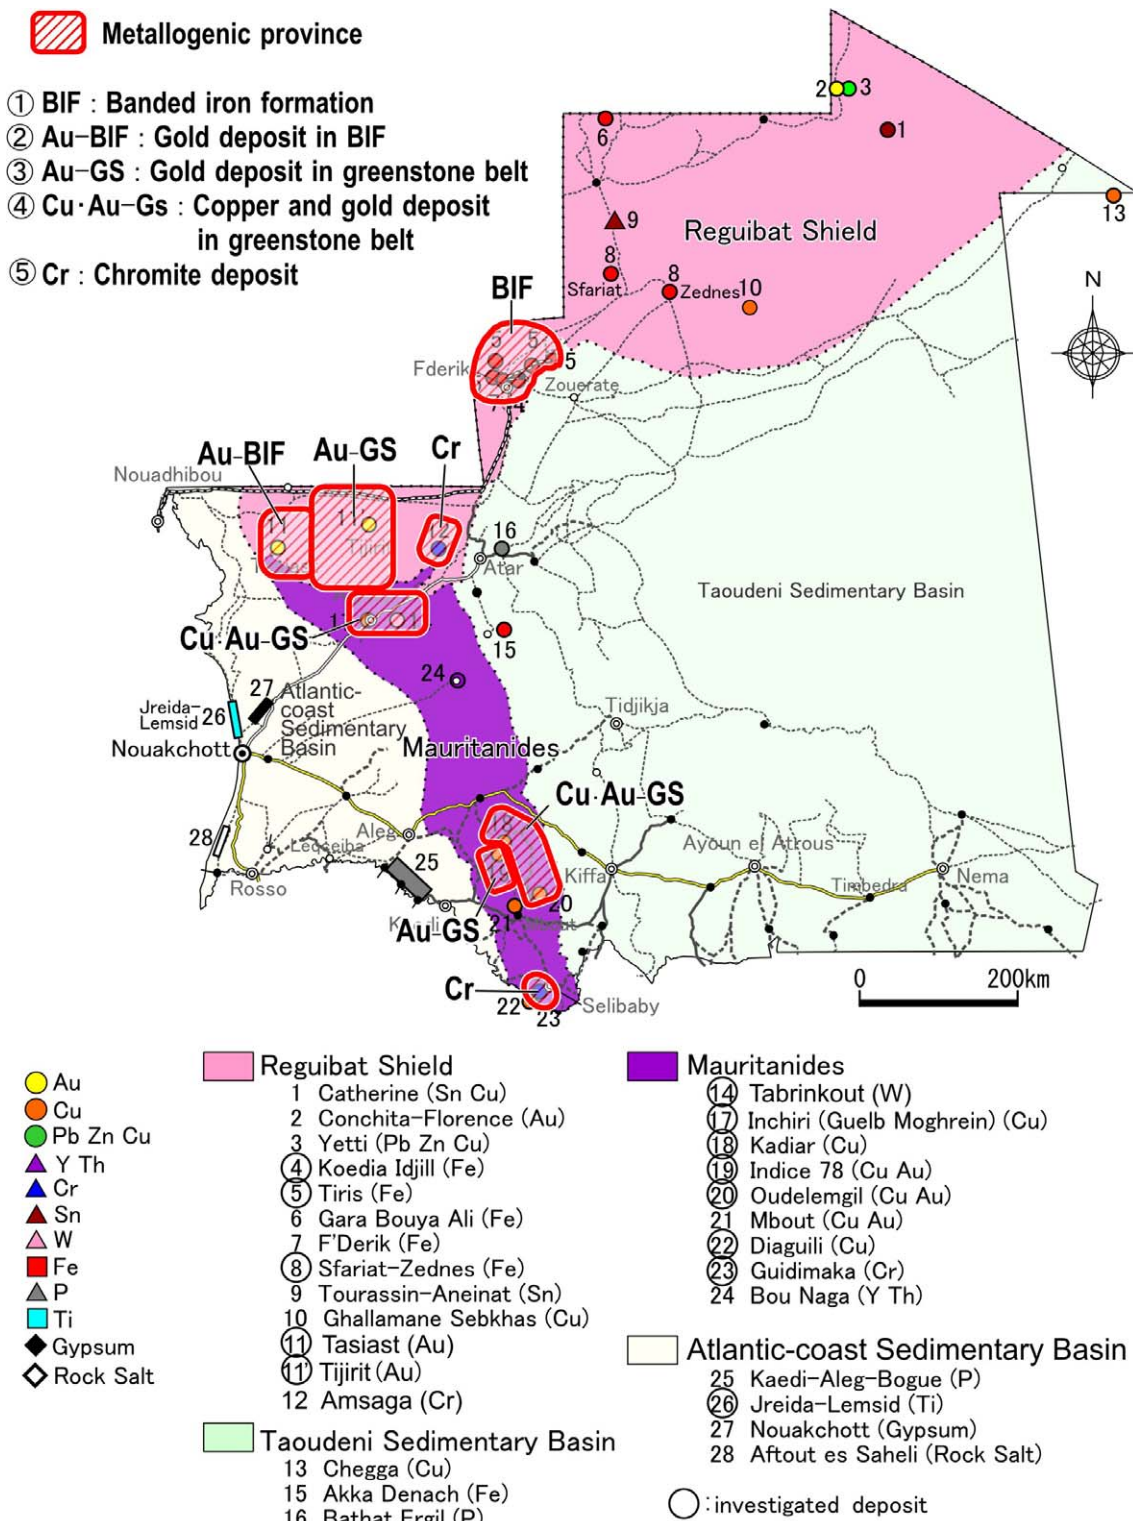 Metallogenic province
① BIF : Banded iron formation
② Au-BIF : Gold deposit in BIF
③ Au-GS : Gold deposit in greenstone belt
④ Cu·Au-Gs : Copper and gold deposit
in greenstone belt
⑤ Cr : Chromite deposit
2
3
6
1
13
9
Reguibat Shield
8
Sfariat
8
Zednes
10
N
BIF
5
5
5
Fderik
Zouerate
Au-BIF
Au-GS
Cr
Nouadhibou
11
11
12
16
Atar
Taoudeni Sedimentary Basin
17
Cu·Au-GS
15
24
27
Atlantic-
coast
Sedimentary
Basin
Jreida-
Lemsid
26
Nouakchott
Tidjikja
Mauritanides
Cu·Au-GS
28
Aleg
Leqceiba
18
19
25
Rosso
Kiffa
Ayoun el Atrous
Timbedra
Nema
20
21
Au-GS
Cr
22
23
Selibaby
0 200km
Au
Cu
Pb Zn Cu
Y Th
Cr
Sn
W
Fe
P
Ti
Gypsum
Rock Salt
Reguibat Shield
1 Catherine (Sn Cu)
2 Conchita-Florence (Au)
3 Yetti (Pb Zn Cu)
④ Koedia Idjill (Fe)
⑤ Tiris (Fe)
6 Gara Bouya Ali (Fe)
7 F'Derik (Fe)
⑧ Sfariat-Zednes (Fe)
9 Tourassin-Aneinat (Sn)
10 Ghallamane Sebkhas (Cu)
⑪ Tasiast (Au)
11' Tijirit (Au)
12 Amsaga (Cr)
Taoudeni Sedimentary Basin
13 Chegga (Cu)
15 Akka Denach (Fe)
16 Bathat Ergil (P)
Mauritanides
⑭ Tabrinkout (W)
⑰ Inchiri (Guelb Moghrein) (Cu)
⑱ Kadiar (Cu)
⑲ Indice 78 (Cu Au)
⑳ Oudelemgil (Cu Au)
21 Mbout (Cu Au)
㉒ Diaguili (Cu)
㉓ Guidimaka (Cr)
24 Bou Naga (Y Th)
Atlantic-coast Sedimentary Basin
25 Kaedi-Aleg-Bogue (P)
㉖ Jreida-Lemsid (Ti)
27 Nouakchott (Gypsum)
28 Aftout es Saheli (Rock Salt)
:investigated deposit